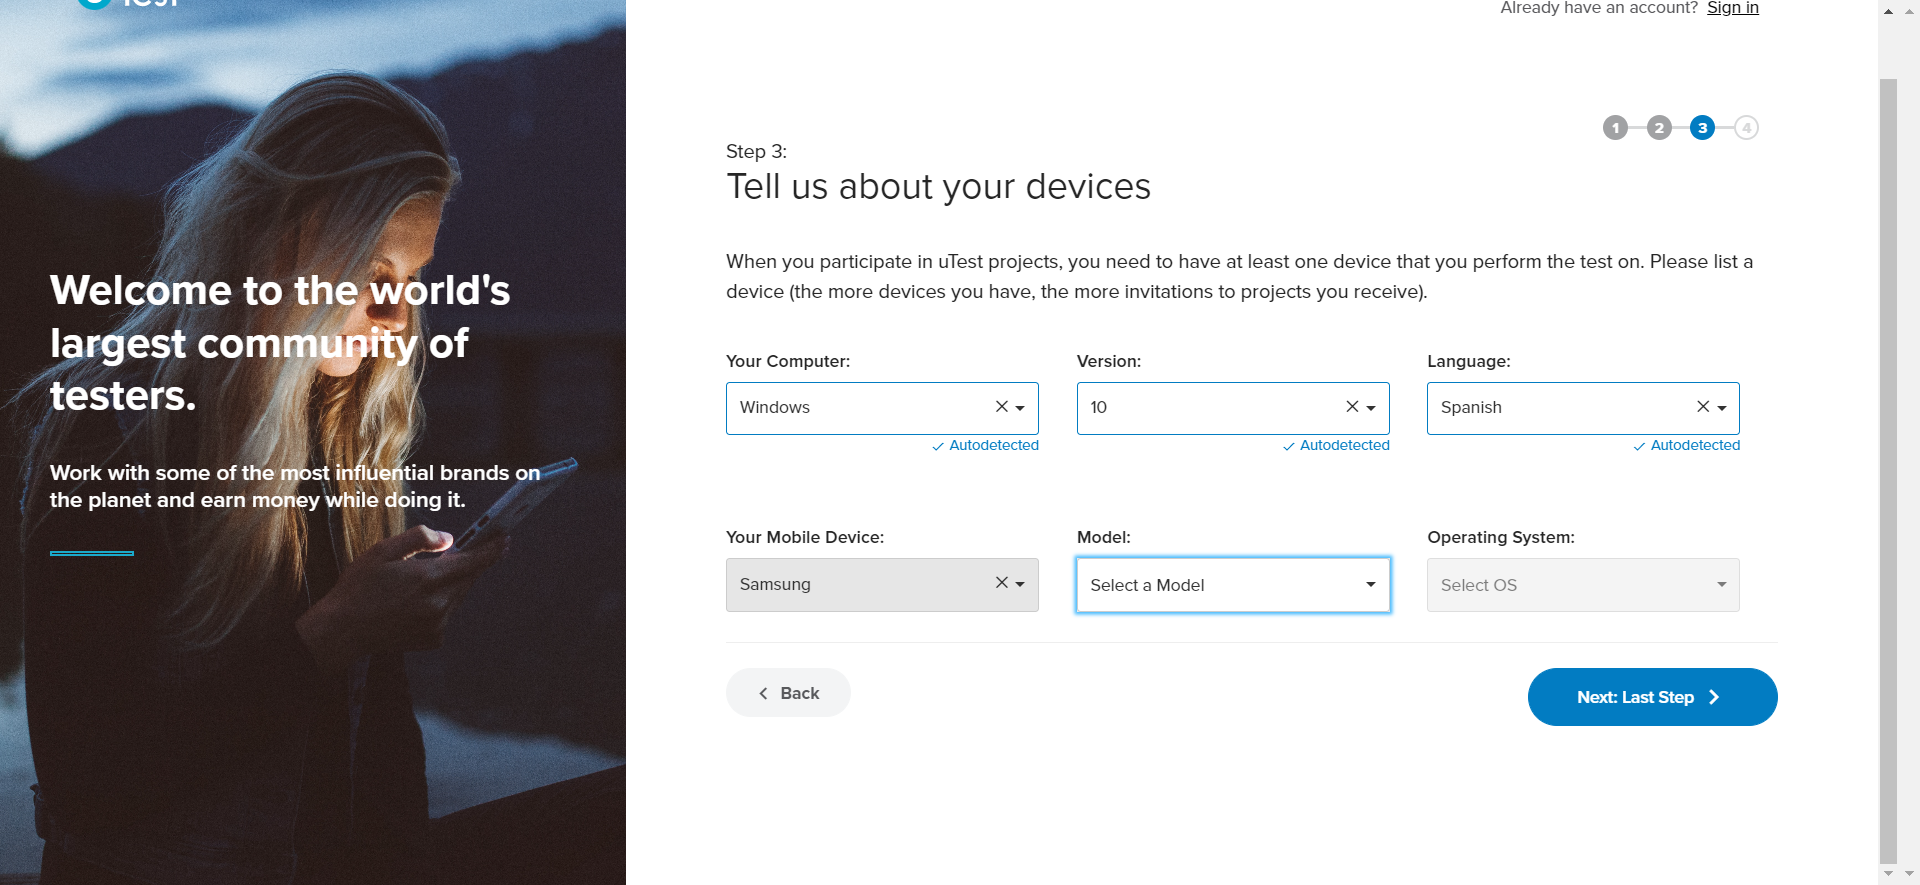 Already have an account? Sign in
1 2 3 4
Step 3:
Tell us about your devices
When you participate in uTest projects, you need to have at least one device that you perform the test on. Please list a
device (the more devices you have, the more invitations to projects you receive).
Your Computer: Version: Language:
Windows 10 Spanish
Autodetected Autodetected Autodetected
Your Mobile Device: Model: Operating System:
Samsung Select a Model Select OS
Back Next: Last Step
Welcome to the world's
largest community of
testers.
Work with some of the most influential brands on
the planet and earn money while doing it.